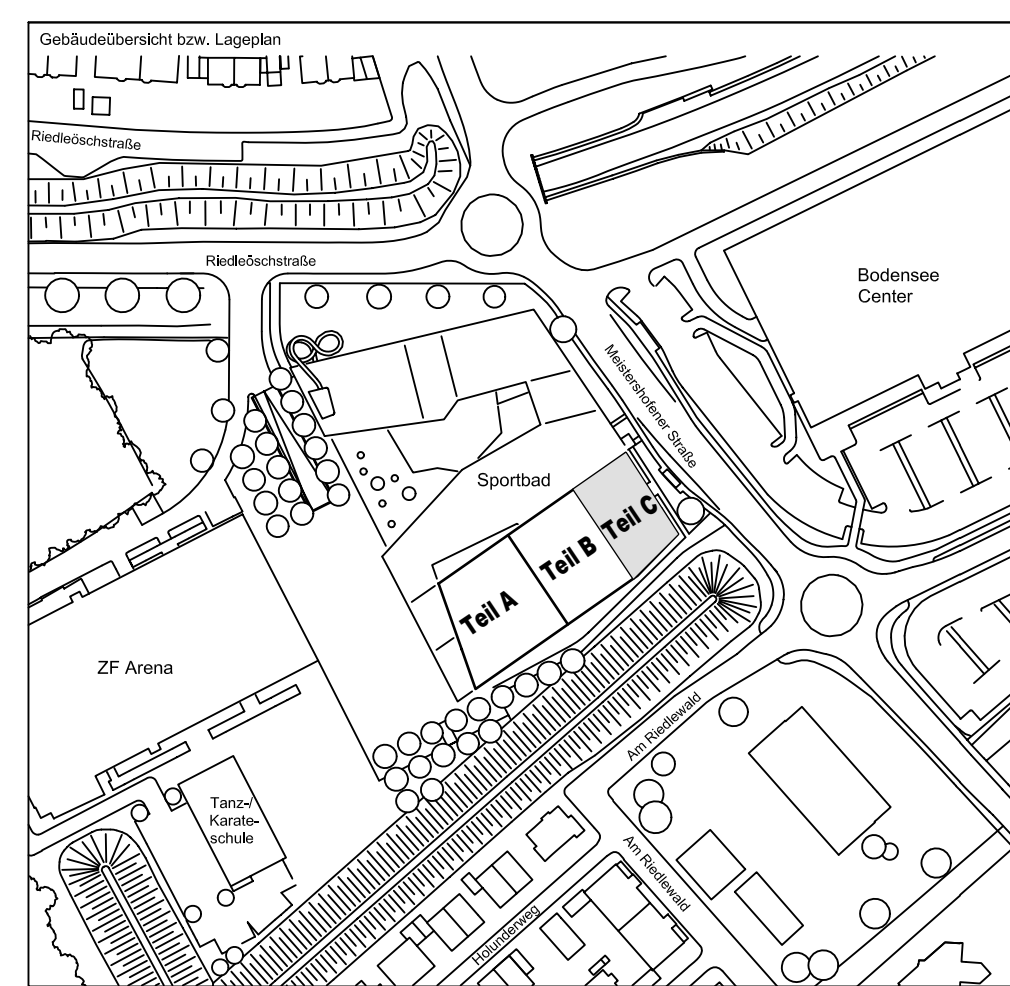 Gebäudeübersicht bzw. Lageplan
Riedleöschstraße
Riedleöschstraße
Bodensee
Center
Meistershofener Straße
Sportbad
Teil C
Teil B
Teil A
ZF Arena
Am Riedlewald
Tanz-/
Karate-
schule
Am Riedlewald
Holunderweg